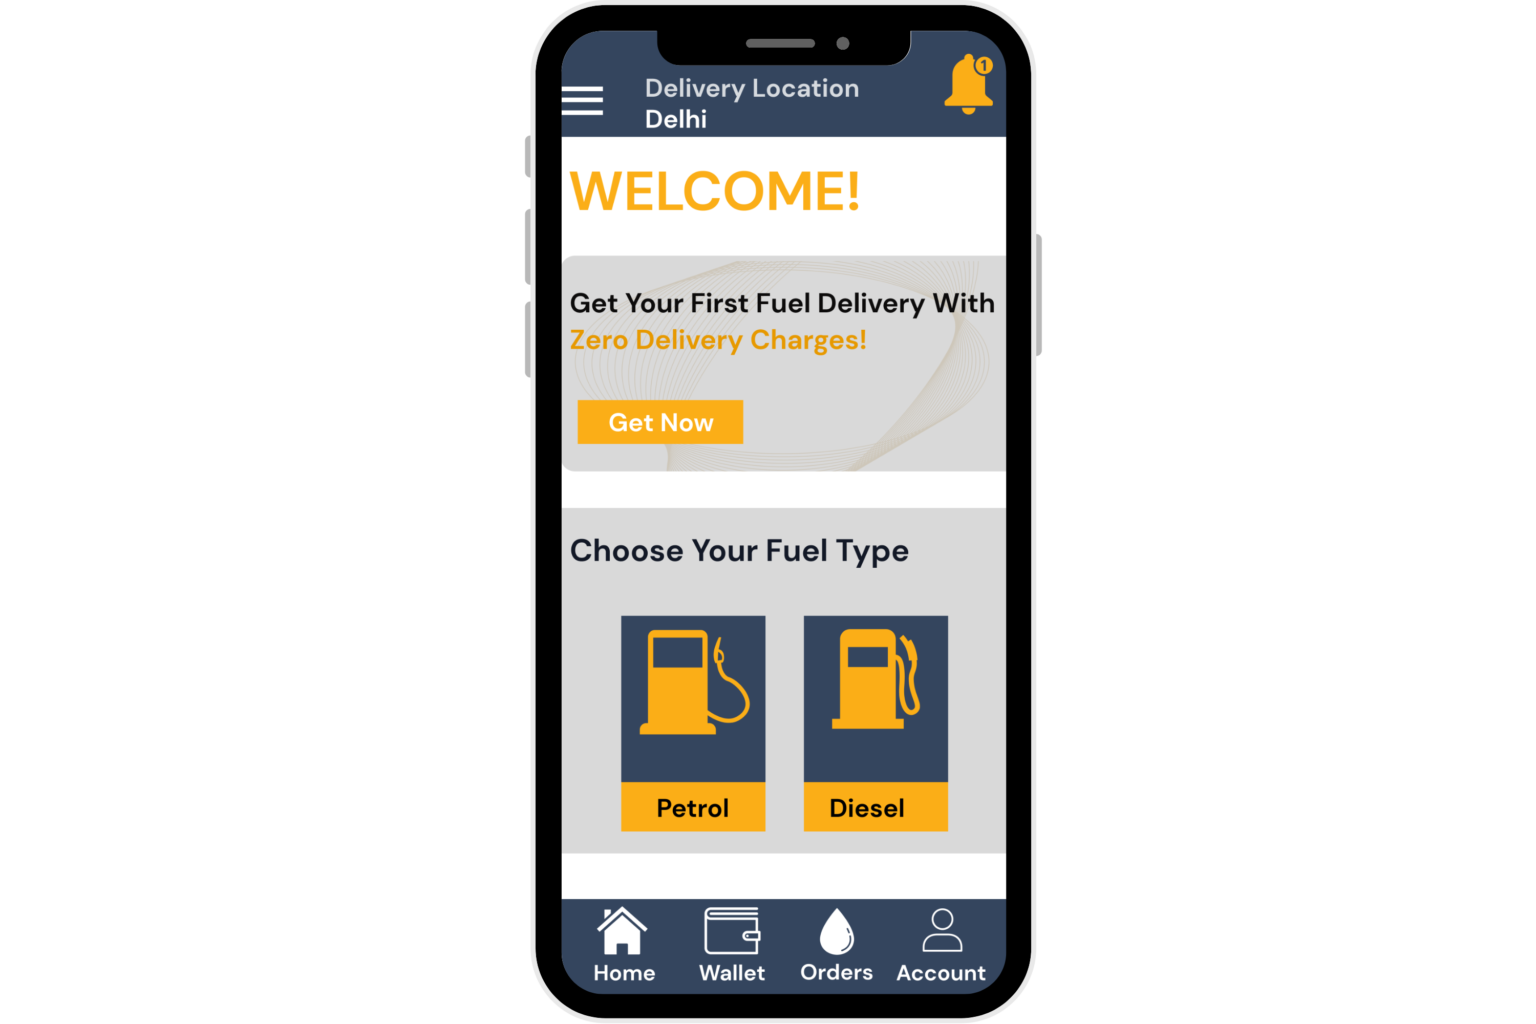 Delivery Location
Delhi
1
WELCOME!
Get Your First Fuel Delivery With
Zero Delivery Charges!
Get Now
Choose Your Fuel Type
Petrol
Diesel
Home
Wallet
Orders
Account